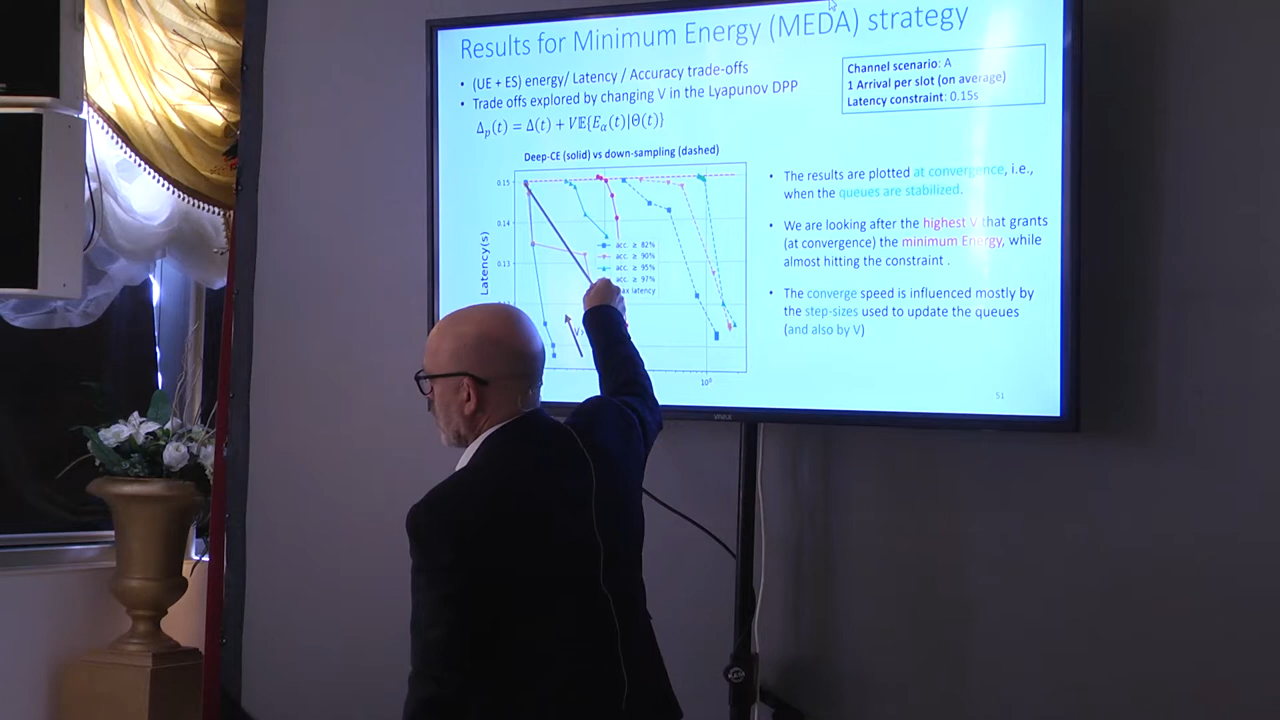 Results for Minimum Energy (MEDA) strategy
• (UE + ES) energy/ Latency / Accuracy trade-offs
• Trade offs explored by changing V in the Lyapunov DPP
Δp(t) = Δ(t) + V𝔼{Eα(t)|Θ(t)}
Channel scenario: A
1 Arrival per slot (on average)
Latency constraint: 0.15s
Deep-CE (solid) vs down-sampling (dashed)
Latency(s)
0.15
0.14
0.13
acc. ≥ 82%
acc. ≥ 90%
acc. ≥ 95%
acc. ≥ 97%
latency
10⁰
• The results are plotted at convergence, i.e.,
when the queues are stabilized.
• We are looking after the highest V that grants
(at convergence) the minimum Energy, while
almost hitting the constraint .
• The converge speed is influenced mostly by
the step-sizes used to update the queues
(and also by V)
51